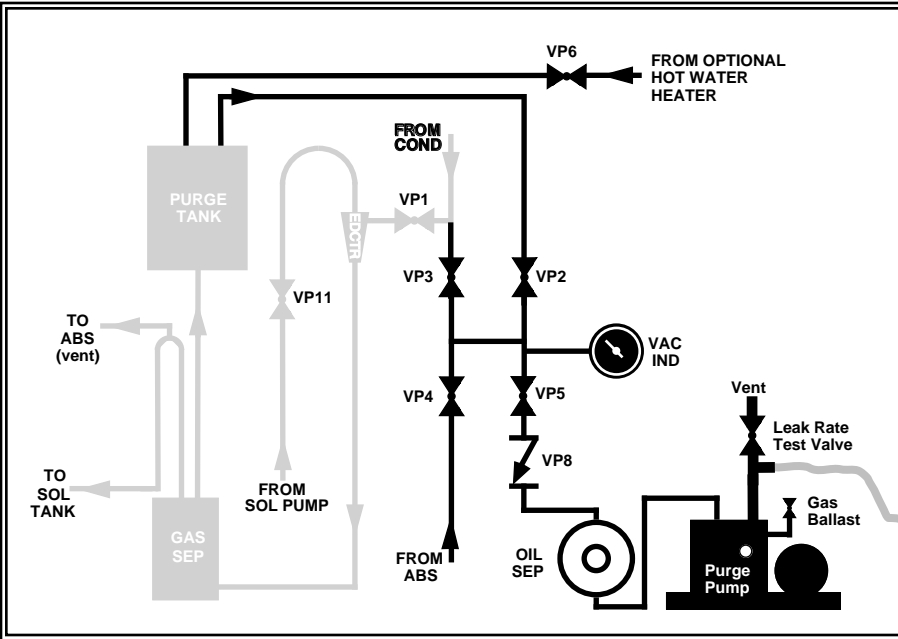 VP6
FROM OPTIONAL
HOT WATER
HEATER
FROM
COND
PURGE
TANK
VP1
EDCTR
VP3
VP2
VP11
TO
ABS
(vent)
VAC
IND
VP4
VP5
Vent
Leak Rate
Test Valve
VP8
TO
SOL
TANK
FROM
SOL PUMP
Gas
Ballast
GAS
SEP
FROM
ABS
OIL
SEP
Purge
Pump